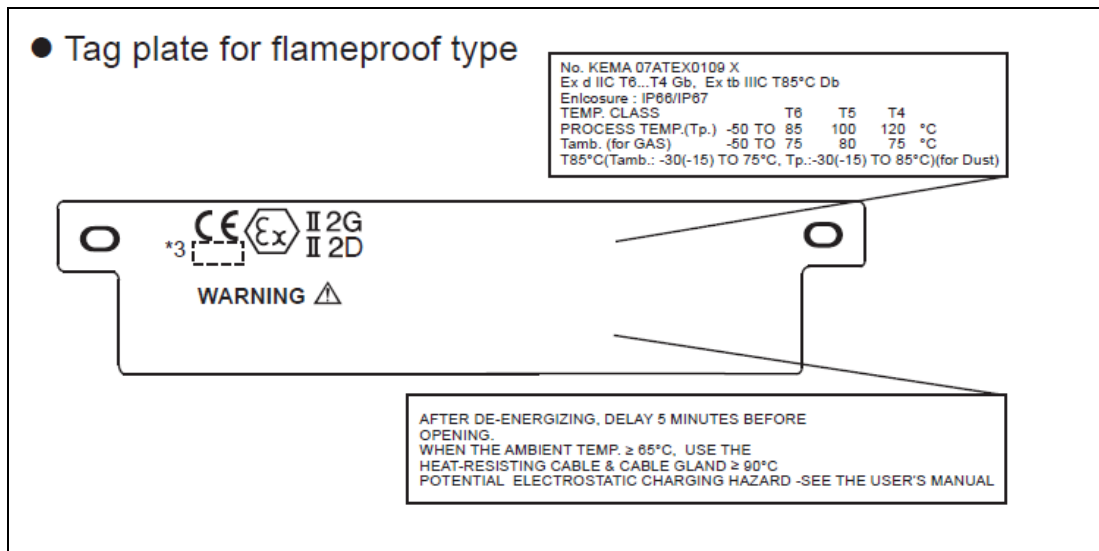 ● Tag plate for flameproof type
No. KEMA 07ATEX0109 X
Ex d IIC T6...T4 Gb, Ex tb IIIC T85°C Db
Enlcosure : IP66/IP67
TEMP. CLASS T6 T5 T4
PROCESS TEMP.(Tp.) -50 TO 85 100 120 °C
Tamb. (for GAS) -50 TO 75 80 75 °C
T85°C(Tamb.: -30(-15) TO 75°C, Tp.:-30(-15) TO 85°C)(for Dust)
CE Ex II 2G
*3 II 2D
WARNING ⚠
AFTER DE-ENERGIZING, DELAY 5 MINUTES BEFORE
OPENING.
WHEN THE AMBIENT TEMP. ≥ 65°C, USE THE
HEAT-RESISTING CABLE & CABLE GLAND ≥ 90°C
POTENTIAL ELECTROSTATIC CHARGING HAZARD -SEE THE USER'S MANUAL